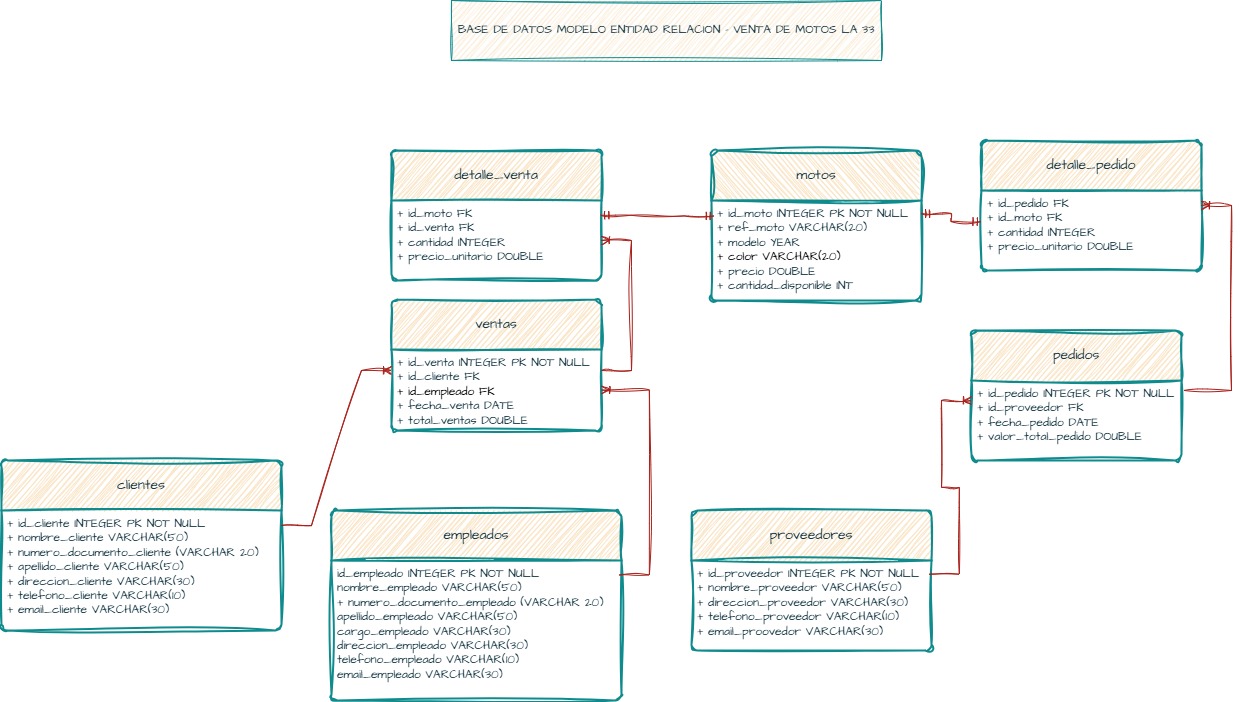 BASE DE DATOS MODELO ENTIDAD RELACION - VENTA DE MOTOS LA 33
detalle_venta
+ id_moto FK
+ id_venta FK
+ cantidad INTEGER
+ precio_unitario DOUBLE
motos
+ id_moto INTEGER PK NOT NULL
+ ref_moto VARCHAR(20)
+ modelo YEAR
+ color VARCHAR(20)
+ precio DOUBLE
+ cantidad_disponible INT
detalle_pedido
+ id_pedido FK
+ id_moto FK
+ cantidad INTEGER
+ precio_unitario DOUBLE
ventas
+ id_venta INTEGER PK NOT NULL
+ id_cliente FK
+ id_empleado FK
+ fecha_venta DATE
+ total_ventas DOUBLE
pedidos
+ id_pedido INTEGER PK NOT NULL
+ id_proveedor FK
+ fecha_pedido DATE
+ valor_total_pedido DOUBLE
clientes
+ id_cliente INTEGER PK NOT NULL
+ nombre_cliente VARCHAR(50)
+ numero_documento_cliente (VARCHAR 20)
+ apellido_cliente VARCHAR(50)
+ direccion_cliente VARCHAR(30)
+ telefono_cliente VARCHAR(10)
+ email_cliente VARCHAR(30)
empleados
id_empleado INTEGER PK NOT NULL
nombre_empleado VARCHAR(50)
+ numero_documento_empleado (VARCHAR 20)
apellido_empleado VARCHAR(50)
cargo_empleado VARCHAR(30)
direccion_empleado VARCHAR(30)
telefono_empleado VARCHAR(10)
email_empleado VARCHAR(30)
proveedores
+ id_proveedor INTEGER PK NOT NULL
+ nombre_proveedor VARCHAR(50)
+ direccion_proveedor VARCHAR(30)
+ telefono_proveedor VARCHAR(10)
+ email_proovedor VARCHAR(30)